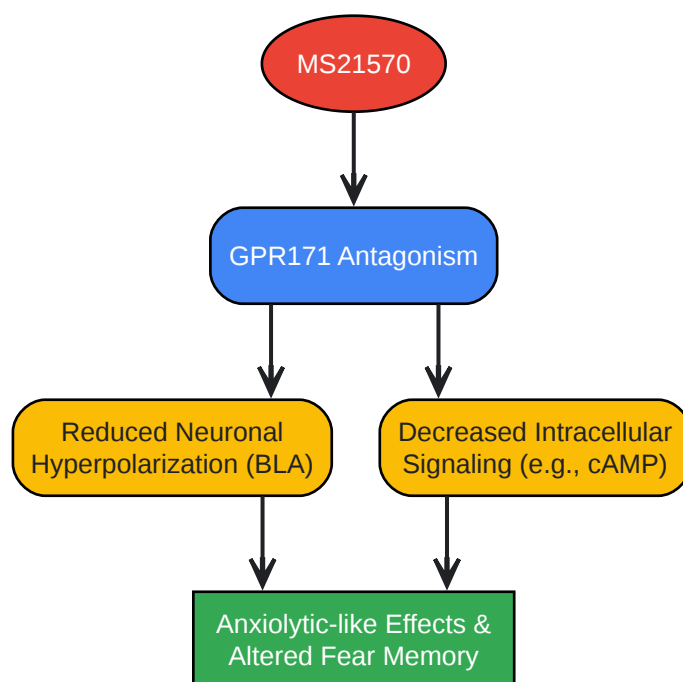 MS21570
GPR171 Antagonism
Reduced Neuronal
Hyperpolarization (BLA)
Decreased Intracellular
Signaling (e.g., cAMP)
Anxiolytic-like Effects &
Altered Fear Memory